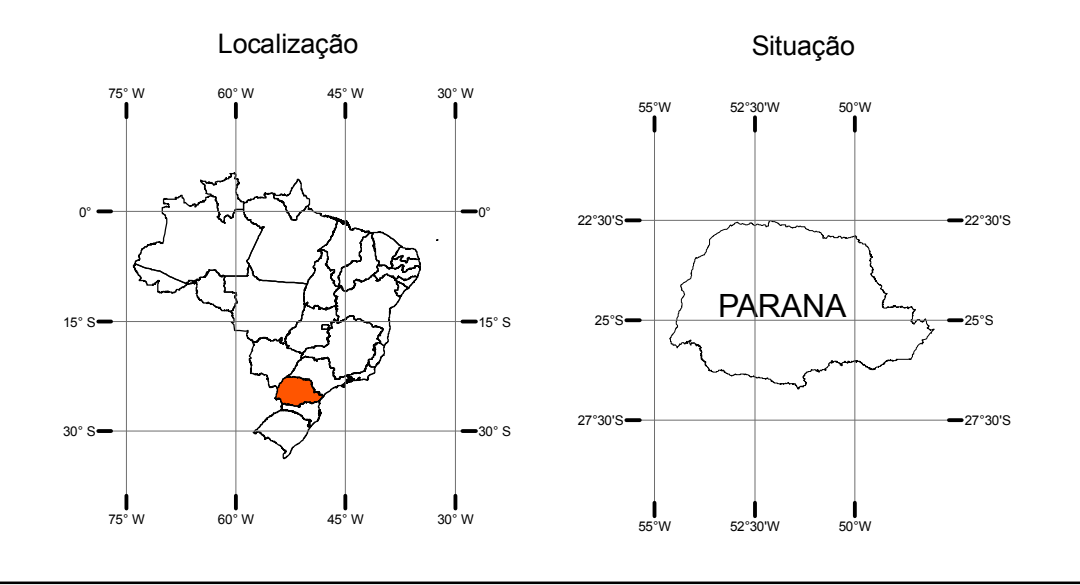 Localização
Situação
75° W 60° W 45° W 30° W
55°W 52°30'W 50°W
0° 0°
22°30'S 22°30'S
PARANA
15° S 15° S
25°S 25°S
30° S 30° S
27°30'S 27°30'S
75° W 60° W 45° W 30° W
55°W 52°30'W 50°W